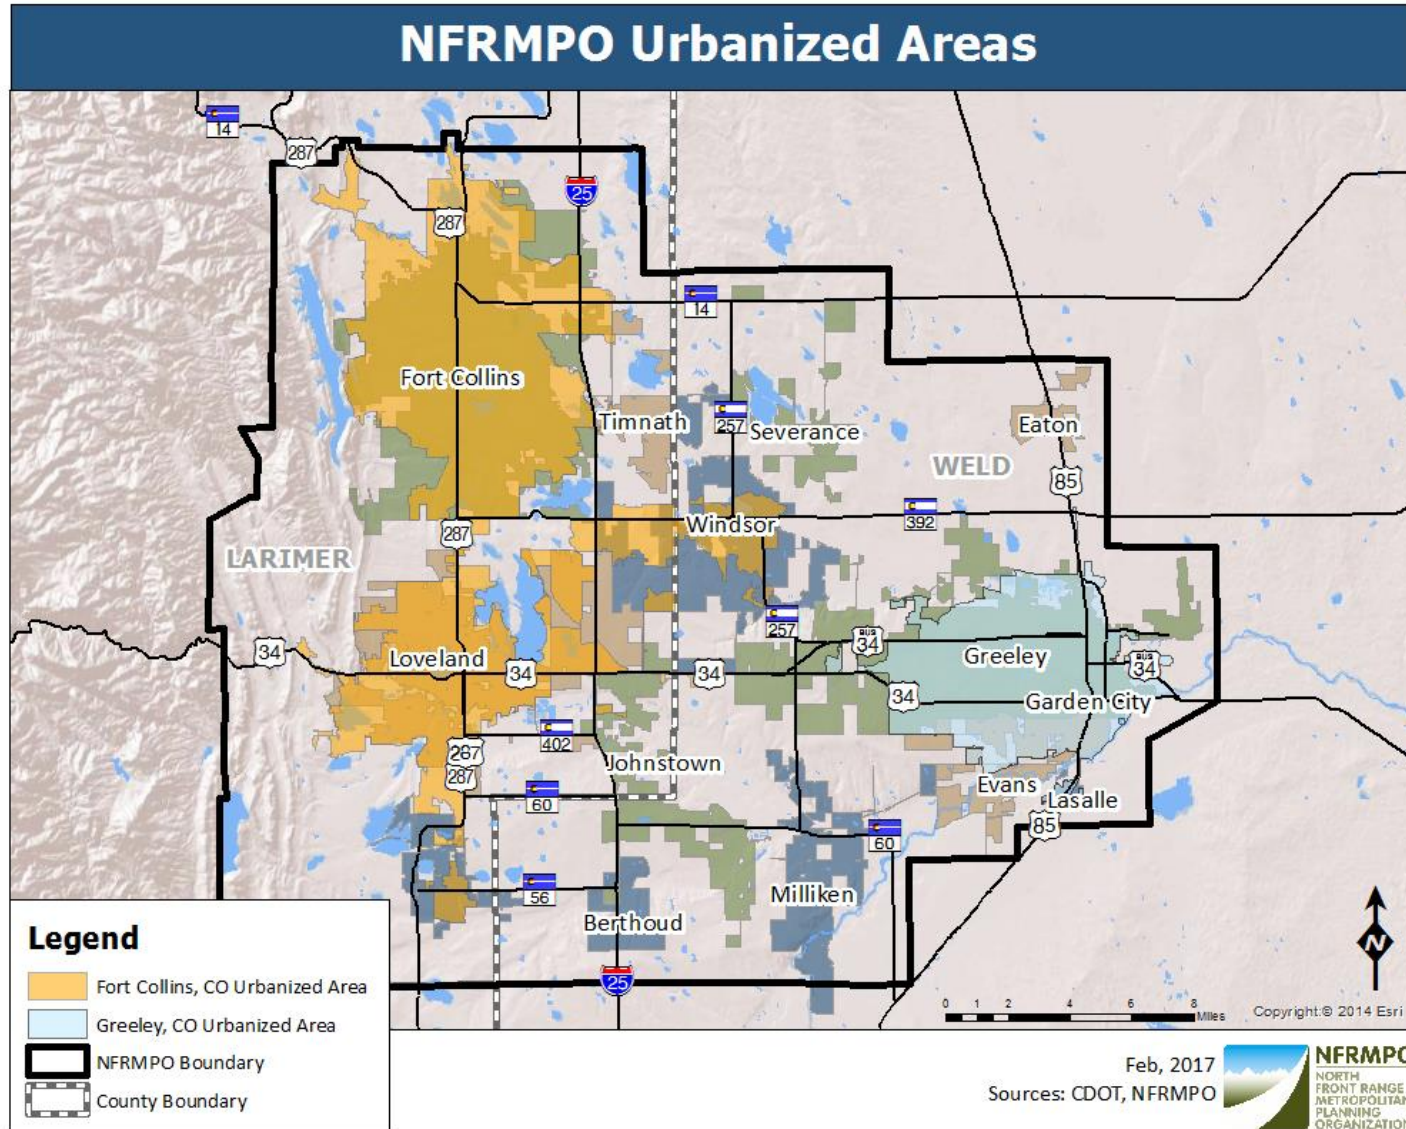 NFRMPO Urbanized Areas
14
287
25
287
14
Fort Collins
Timnath
257
Severance
Eaton
WELD
85
392
Windsor
287
LARIMER
257
BUS
34
34
Loveland
34
34
Greeley
BUS
34
34
Garden City
402
287
287
Johnstown
Evans
60
Lasalle
85
60
56
Milliken
Berthoud
25
N
0 1 2 4 6 8
Miles
Copyright:© 2014 Esri
Legend
Fort Collins, CO Urbanized Area
Greeley, CO Urbanized Area
NFRMPO Boundary
County Boundary
Feb, 2017
Sources: CDOT, NFRMPO
NFRMPO
NORTH
FRONT RANGE
METROPOLITAN
PLANNING
ORGANIZATION